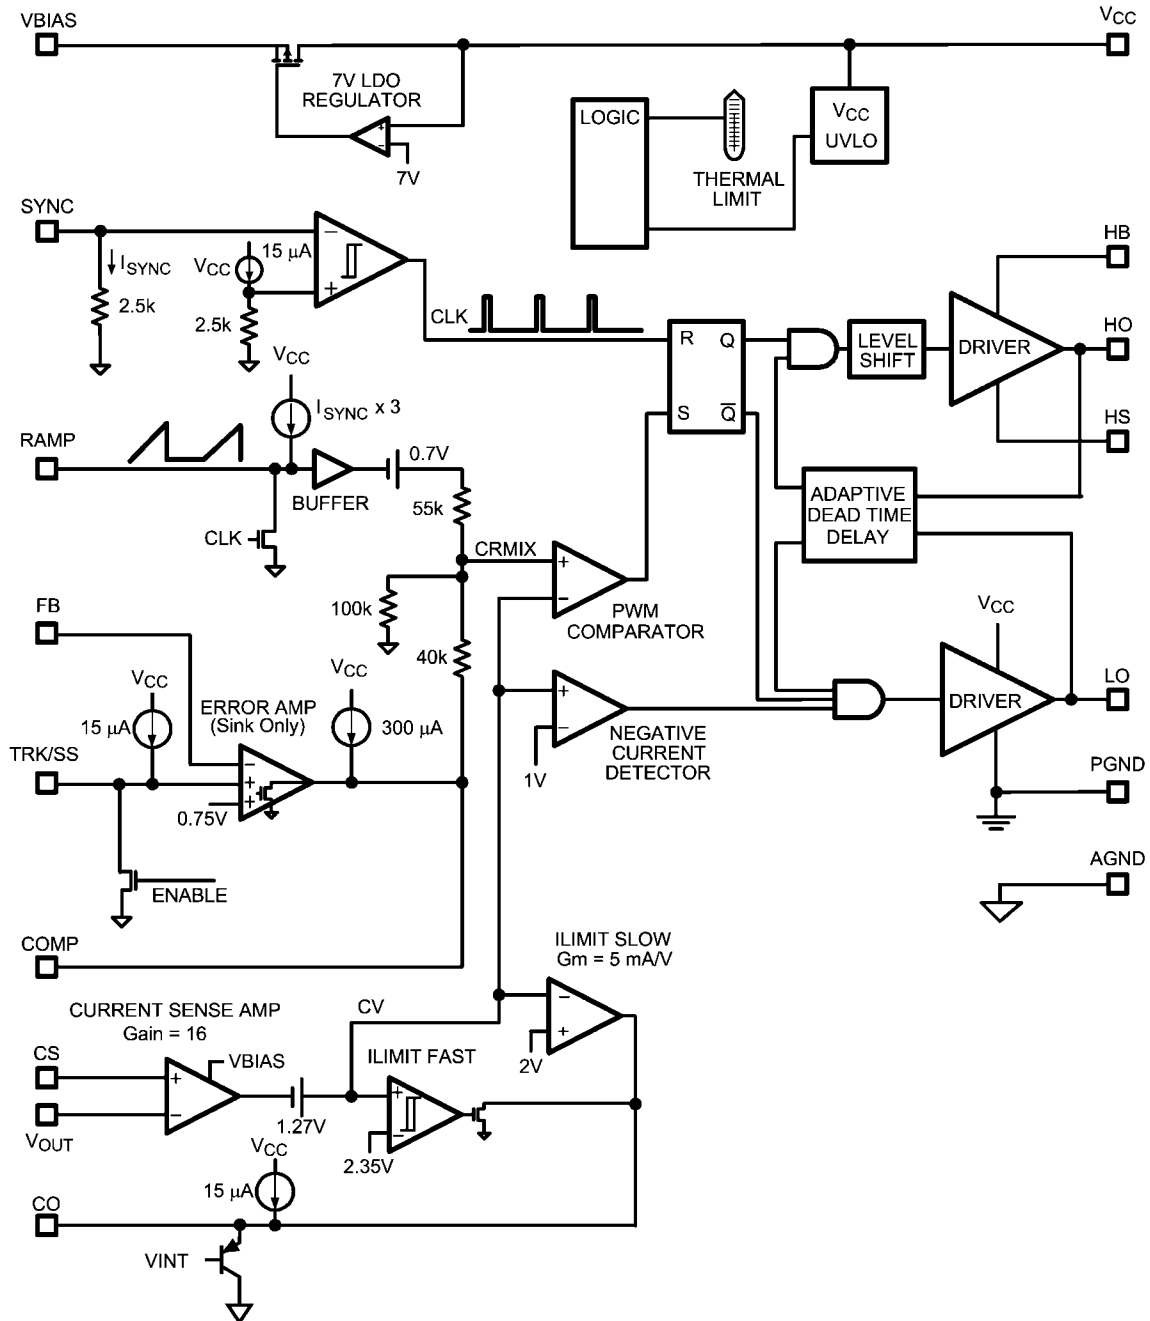 VBIAS
VCC
7V LDO
REGULATOR
+
-
7V
LOGIC
THERMAL
LIMIT
VCC
UVLO
SYNC
ISYNC
2.5k
VCC
15 µA
2.5k
−
+
CLK
HB
HO
HS
R
Q
S
Q̅
LEVEL
SHIFT
DRIVER
VCC
ISYNC x 3
RAMP
BUFFER
0.7V
55k
CLK
CRMIX
100k
40k
+
−
PWM
COMPARATOR
ADAPTIVE
DEAD TIME
DELAY
FB
VCC
15 µA
ERROR AMP
(Sink Only)
VCC
300 µA
TRK/SS
−
+
+
0.75V
ENABLE
+
−
1V
NEGATIVE
CURRENT
DETECTOR
VCC
DRIVER
LO
PGND
AGND
COMP
ILIMIT SLOW
Gm = 5 mA/V
−
+
2V
CURRENT SENSE AMP
Gain = 16
CV
CS
VOUT
+
−
VBIAS
1.27V
ILIMIT FAST
+
−
2.35V
VCC
15 µA
CO
VINT